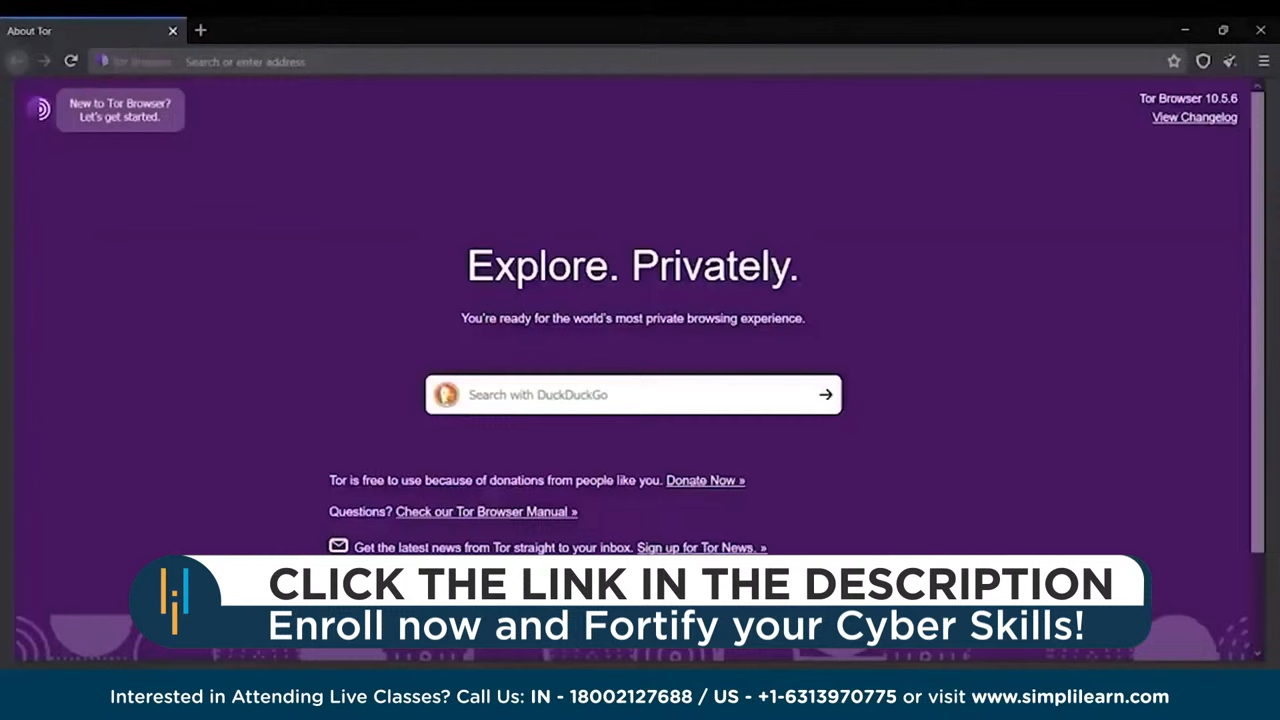 About Tor
Tor Browser
Search or enter address
New to Tor Browser?
Let's get started.
Tor Browser 10.5.6
View Changelog
Explore. Privately.
You're ready for the world's most private browsing experience.
Search with DuckDuckGo
Tor is free to use because of donations from people like you. Donate Now »
Questions? Check our Tor Browser Manual »
Get the latest news from Tor straight to your inbox. Sign up for Tor News. »
CLICK THE LINK IN THE DESCRIPTION
Enroll now and Fortify your Cyber Skills!
Interested in Attending Live Classes? Call Us: IN - 18002127688 / US - +1-6313970775 or visit www.simplilearn.com